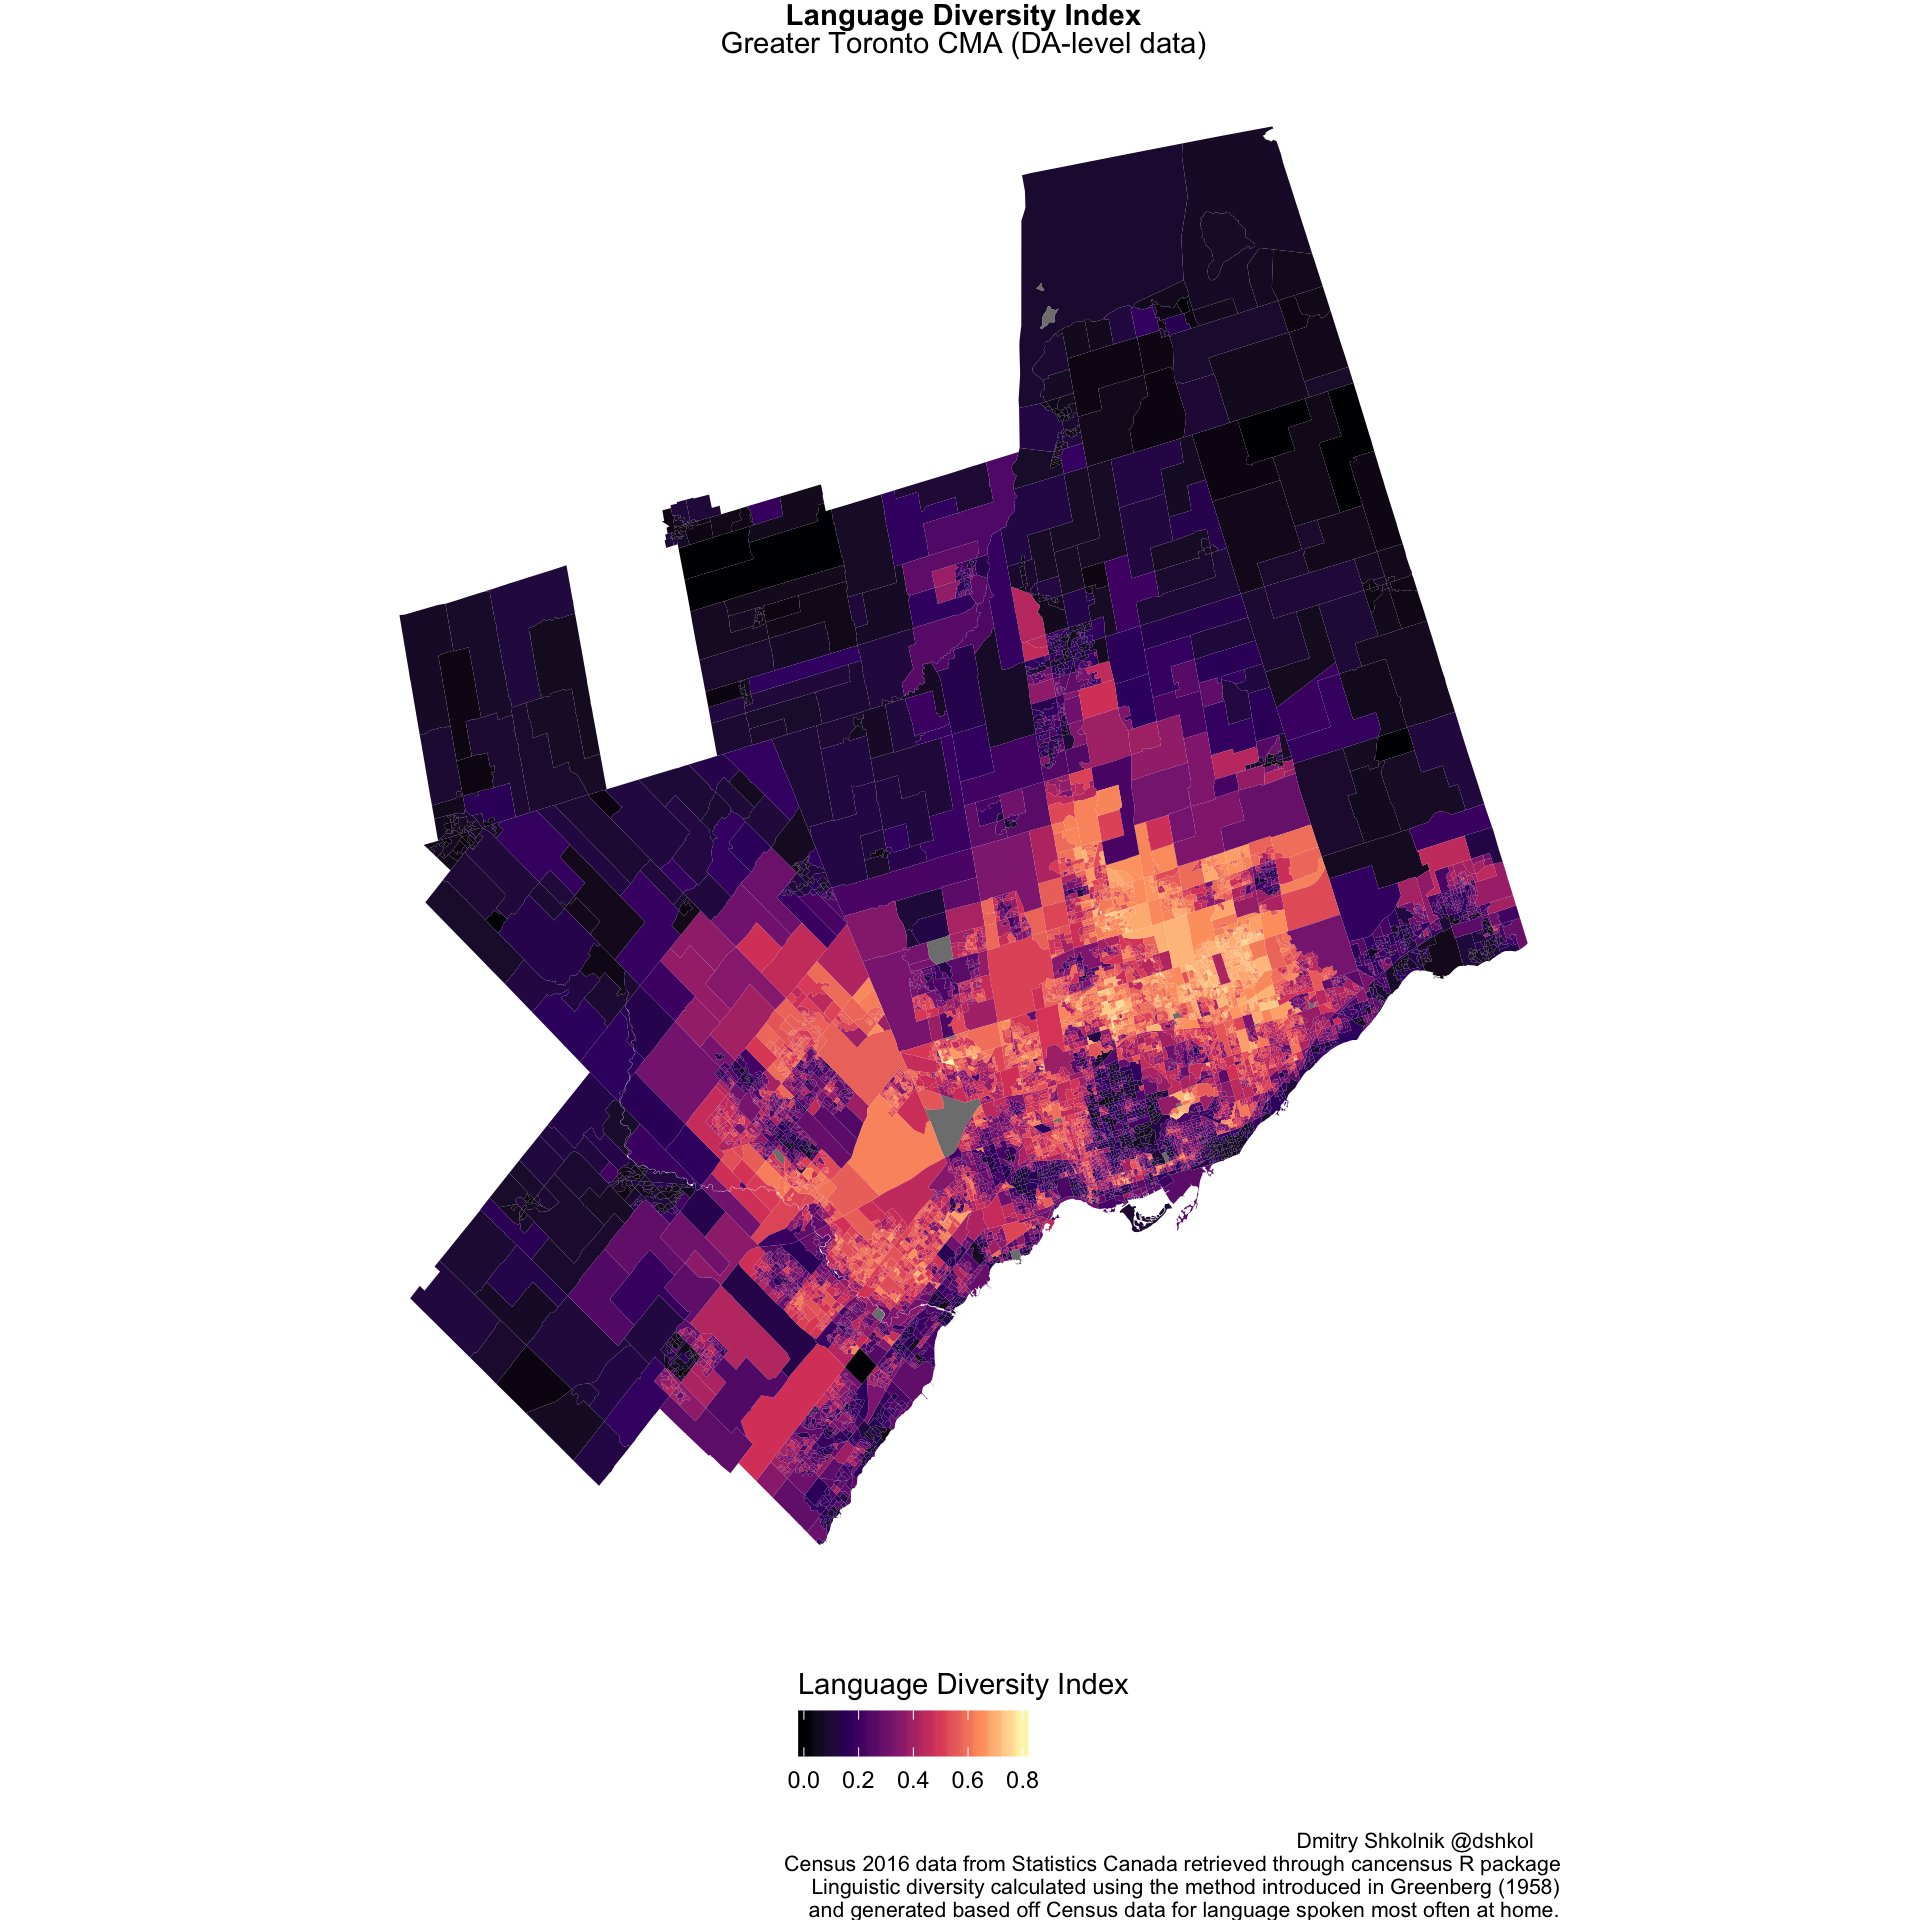 Language Diversity Index
Greater Toronto CMA (DA-level data)
Language Diversity Index
0.0 0.2 0.4 0.6 0.8
Dmitry Shkolnik @dshkol
Census 2016 data from Statistics Canada retrieved through cancensus R package
Linguistic diversity calculated using the method introduced in Greenberg (1958)
and generated based off Census data for language spoken most often at home.